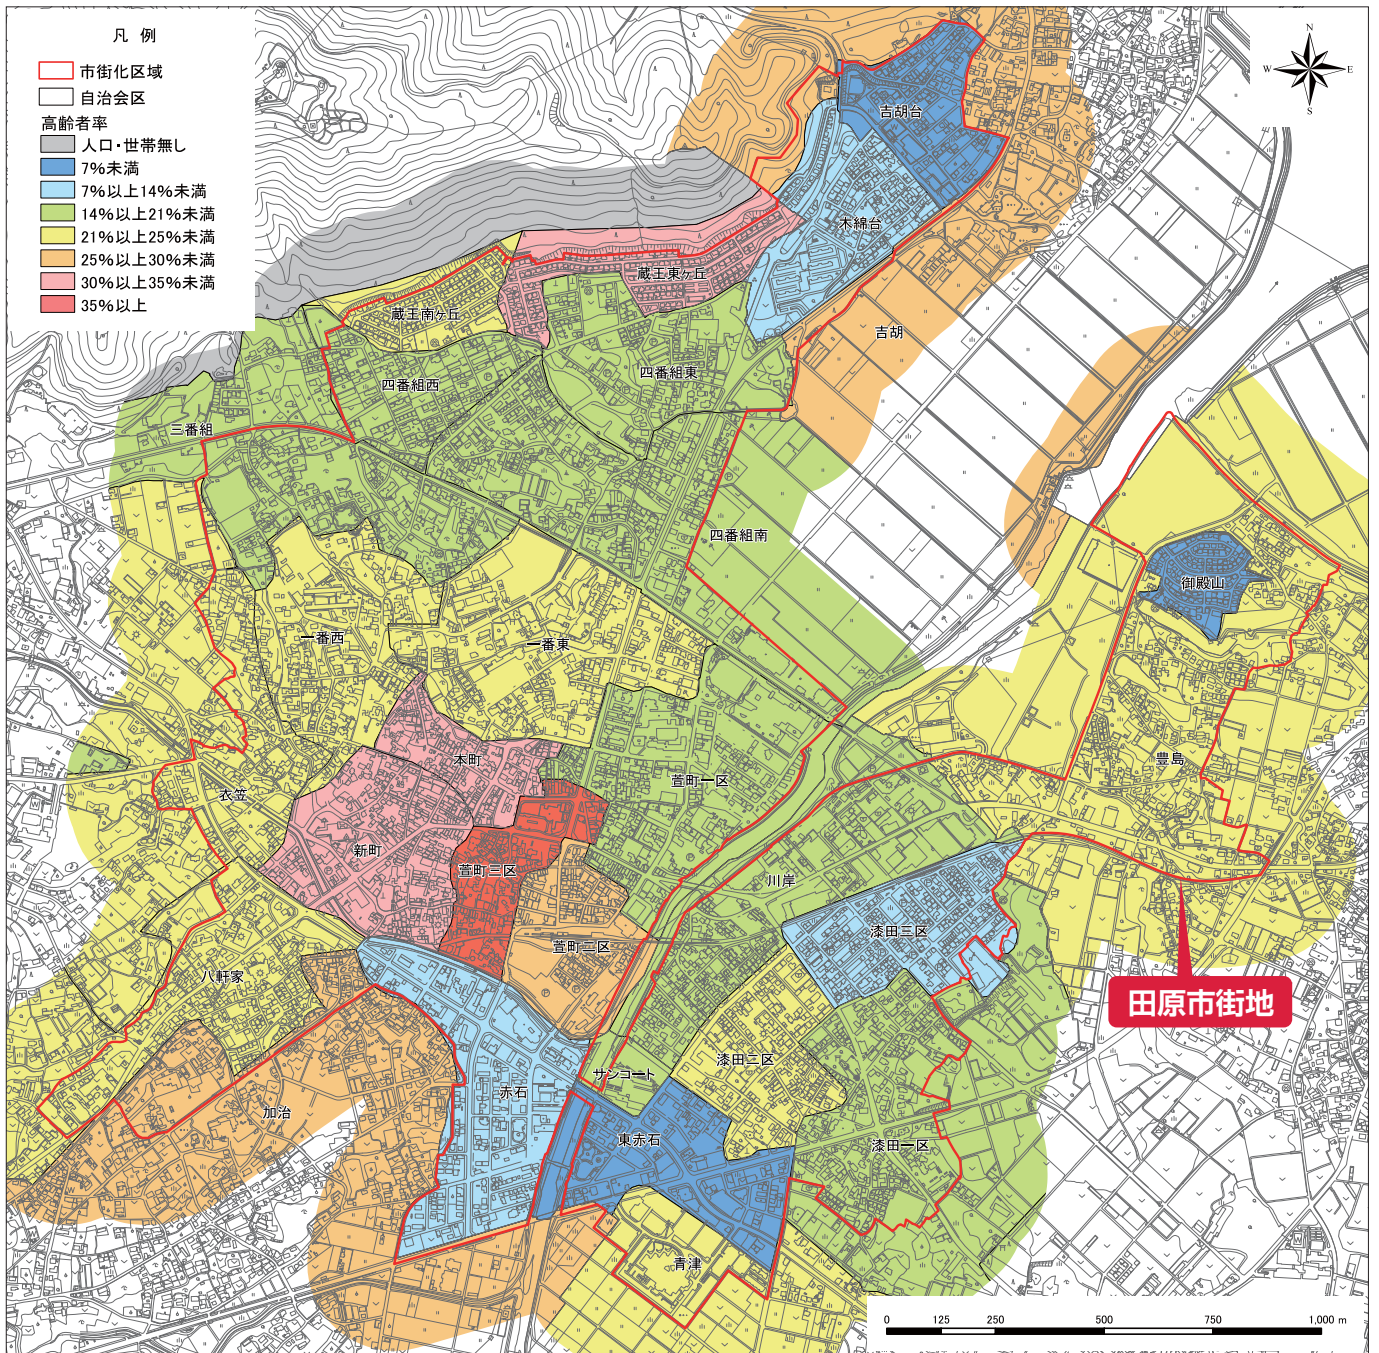 凡 例
市街化区域
自治会区
高齢者率
人口・世帯無し
7%未満
7%以上14%未満
14%以上21%未満
21%以上25%未満
25%以上30%未満
30%以上35%未満
35%以上
N
W E
S
吉胡台
木綿台
蔵王東ヶ丘
蔵王南ヶ丘
吉胡
四番組東
四番組西
三番組
四番組南
御殿山
一番西
一番東
本町
萱町一区
豊島
衣笠
新町
萱町三区
川岸
漆田三区
萱町二区
八軒家
田原市街地
漆田二区
サンコート
赤石
加治
東赤石
漆田一区
青津
0 125 250 500 750 1,000 m